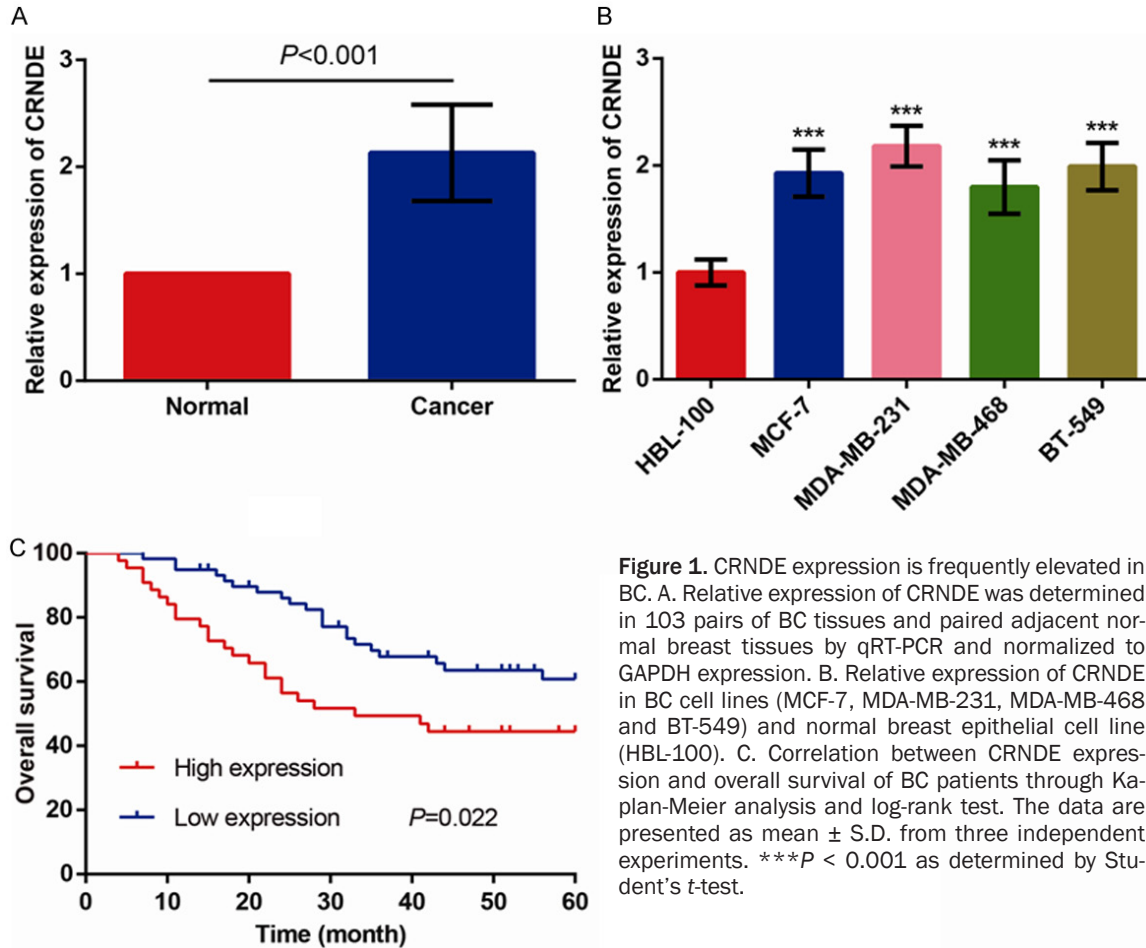 A
Relative expression of CRNDE
3
2
1
0
P<0.001
Normal
Cancer
B
Relative expression of CRNDE
3
2
1
0
***
***
***
***
HBL-100
MCF-7
MDA-MB-231
MDA-MB-468
BT-549
C
Overall survival
100
80
60
40
20
0
High expression
Low expression
P=0.022
0
10
20
30
40
50
60
Time (month)
Figure 1. CRNDE expression is frequently elevated in
BC. A. Relative expression of CRNDE was determined
in 103 pairs of BC tissues and paired adjacent nor-
mal breast tissues by qRT-PCR and normalized to
GAPDH expression. B. Relative expression of CRNDE
in BC cell lines (MCF-7, MDA-MB-231, MDA-MB-468
and BT-549) and normal breast epithelial cell line
(HBL-100). C. Correlation between CRNDE expres-
sion and overall survival of BC patients through Ka-
plan-Meier analysis and log-rank test. The data are
presented as mean ± S.D. from three independent
experiments. ***P < 0.001 as determined by Stu-
dent's t-test.